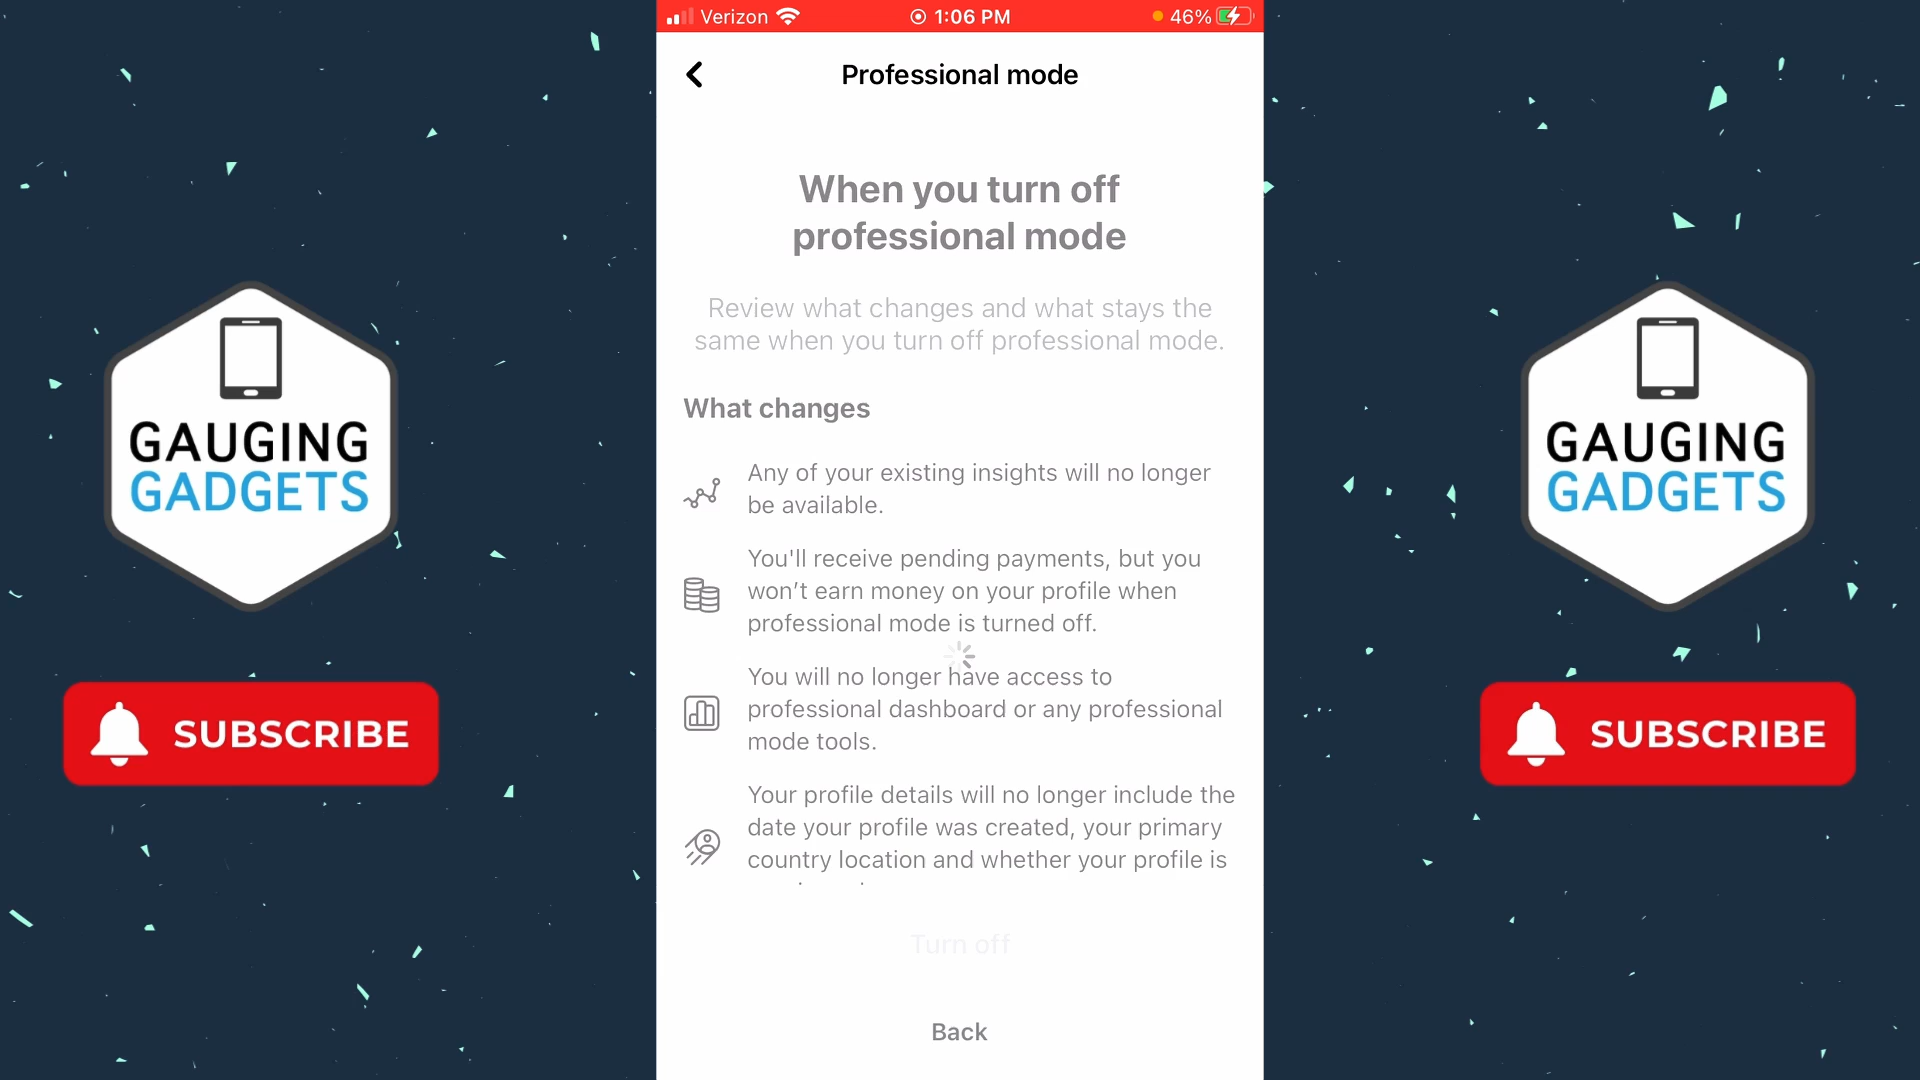 Verizon 1:06 PM 46%
Professional mode
When you turn off
professional mode
Review what changes and what stays the
same when you turn off professional mode.
What changes
Any of your existing insights will no longer
be available.
You'll receive pending payments, but you
won’t earn money on your profile when
professional mode is turned off.
You will no longer have access to
professional dashboard or any professional
mode tools.
Your profile details will no longer include the
date your profile was created, your primary
country location and whether your profile is
Turn off
Back
GAUGING
GADGETS
SUBSCRIBE
GAUGING
GADGETS
SUBSCRIBE